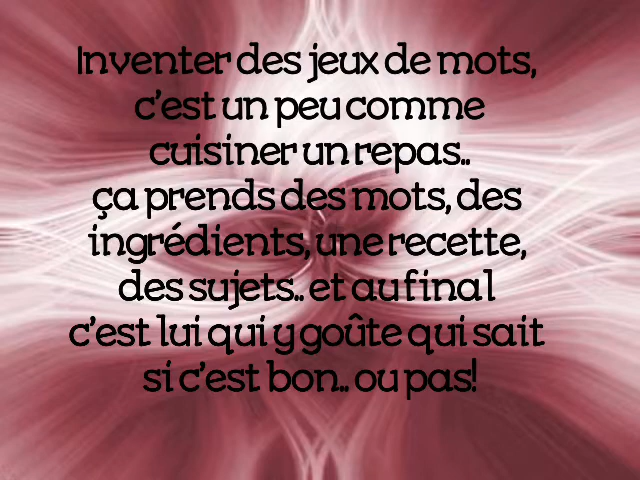 Inventer des jeux de mots,
c'est un peu comme
cuisiner un repas..
ça prends des mots, des
ingrédients, une recette,
des sujets.. et au final
c'est lui qui y goûte qui sait
si c'est bon.. ou pas!